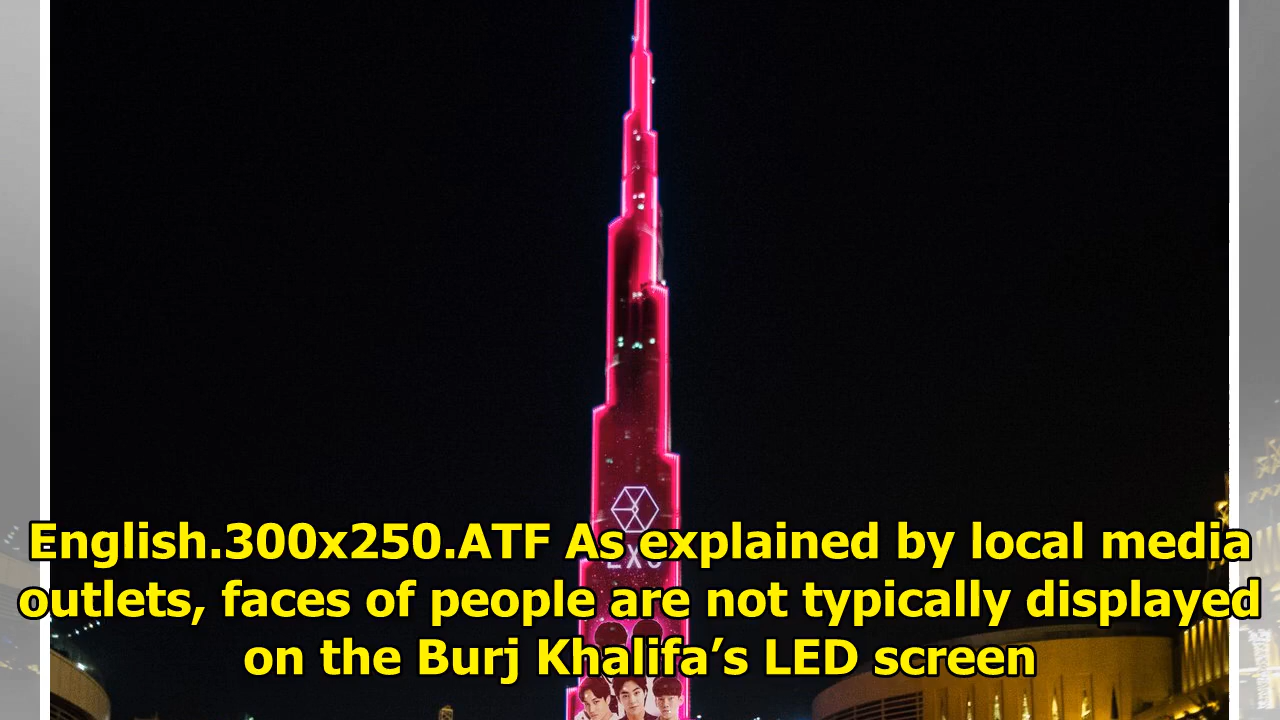 EXO
English.300x250.ATF As explained by local media
outlets, faces of people are not typically displayed
on the Burj Khalifa’s LED screen